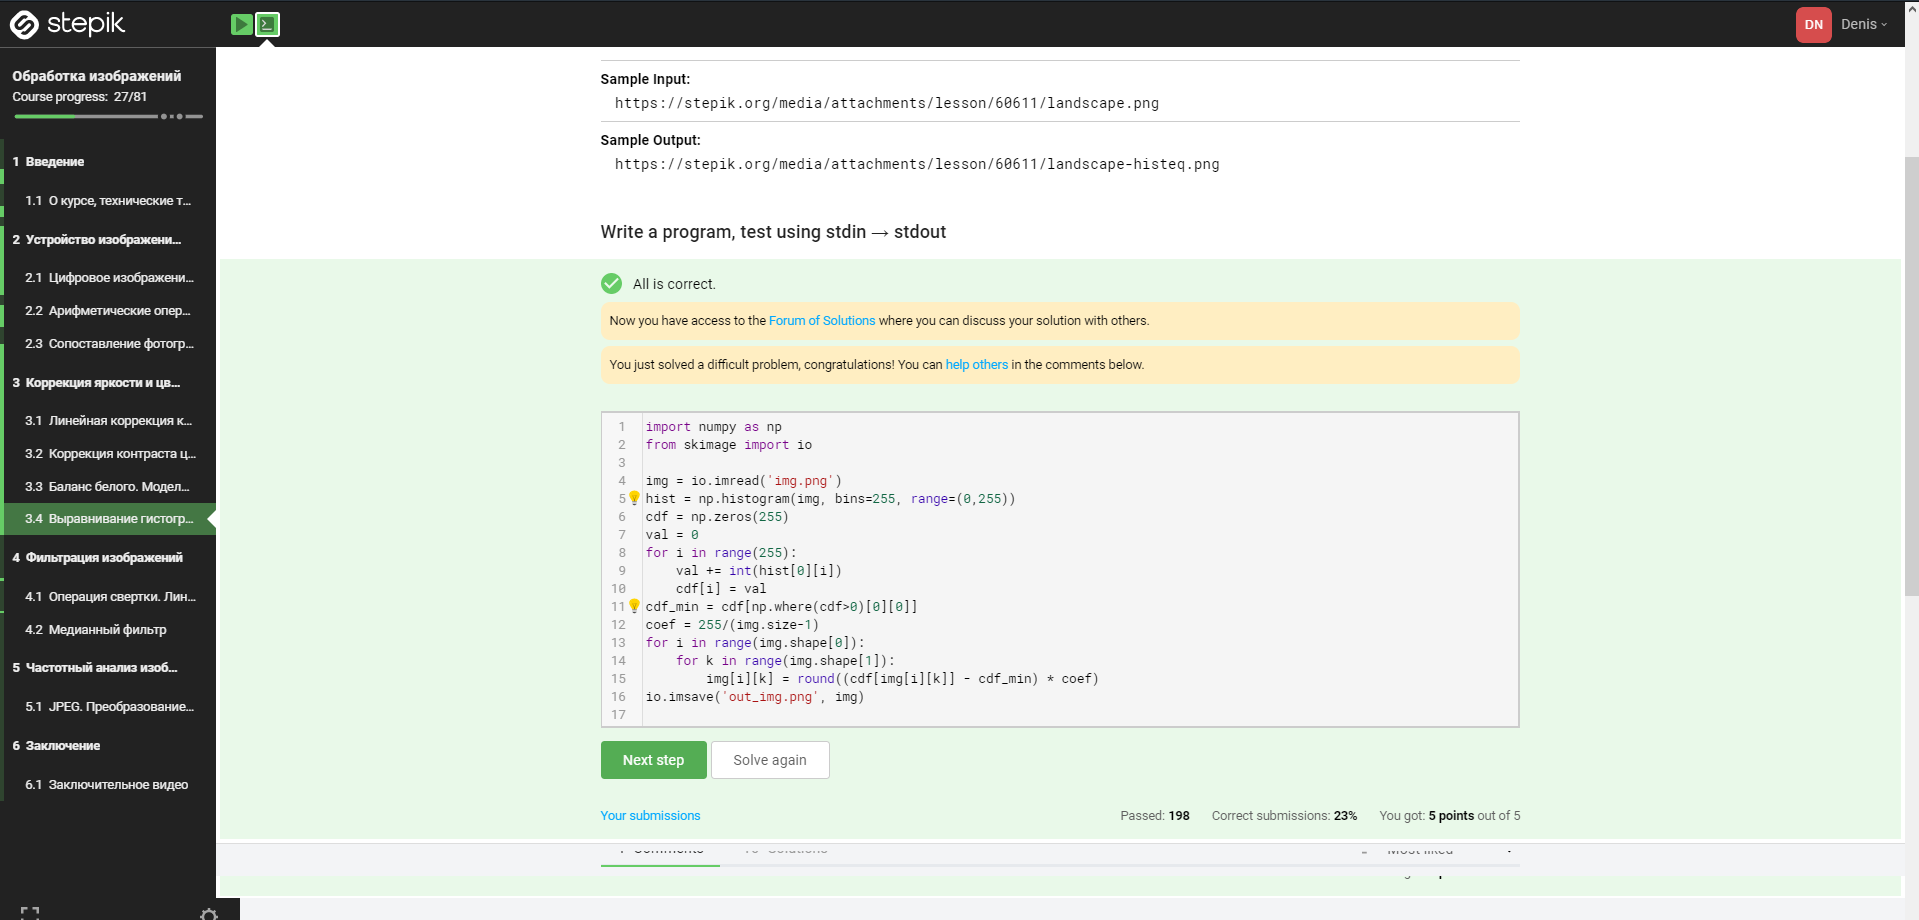 stepik
DN
Denis
Обработка изображений
Course progress: 27/81
1 Введение
1.1 О курсе, технические т...
2 Устройство изображени...
2.1 Цифровое изображени...
2.2 Арифметические опер...
2.3 Сопоставление фотогр...
3 Коррекция яркости и цв...
3.1 Линейная коррекция к...
3.2 Коррекция контраста ц...
3.3 Баланс белого. Модел...
3.4 Выравнивание гистогр...
4 Фильтрация изображений
4.1 Операция свертки. Лин...
4.2 Медианный фильтр
5 Частотный анализ изоб...
5.1 JPEG. Преобразование...
6 Заключение
6.1 Заключительное видео
Sample Input:
https://stepik.org/media/attachments/lesson/60611/landscape.png
Sample Output:
https://stepik.org/media/attachments/lesson/60611/landscape-histeq.png
Write a program, test using stdin → stdout
All is correct.
Now you have access to the Forum of Solutions where you can discuss your solution with others.
You just solved a difficult problem, congratulations! You can help others in the comments below.
1 import numpy as np
2 from skimage import io
3
4 img = io.imread('img.png')
5 hist = np.histogram(img, bins=255, range=(0,255))
6 cdf = np.zeros(255)
7 val = 0
8 for i in range(255):
9     val += int(hist[0][i])
10     cdf[i] = val
11 cdf_min = cdf[np.where(cdf>0)[0][0]]
12 coef = 255/(img.size-1)
13 for i in range(img.shape[0]):
14     for k in range(img.shape[1]):
15         img[i][k] = round((cdf[img[i][k]] - cdf_min) * coef)
16 io.imsave('out_img.png', img)
17
Next step
Solve again
Your submissions
Passed: 198 Correct submissions: 23% You got: 5 points out of 5
Comments Solutions Most liked